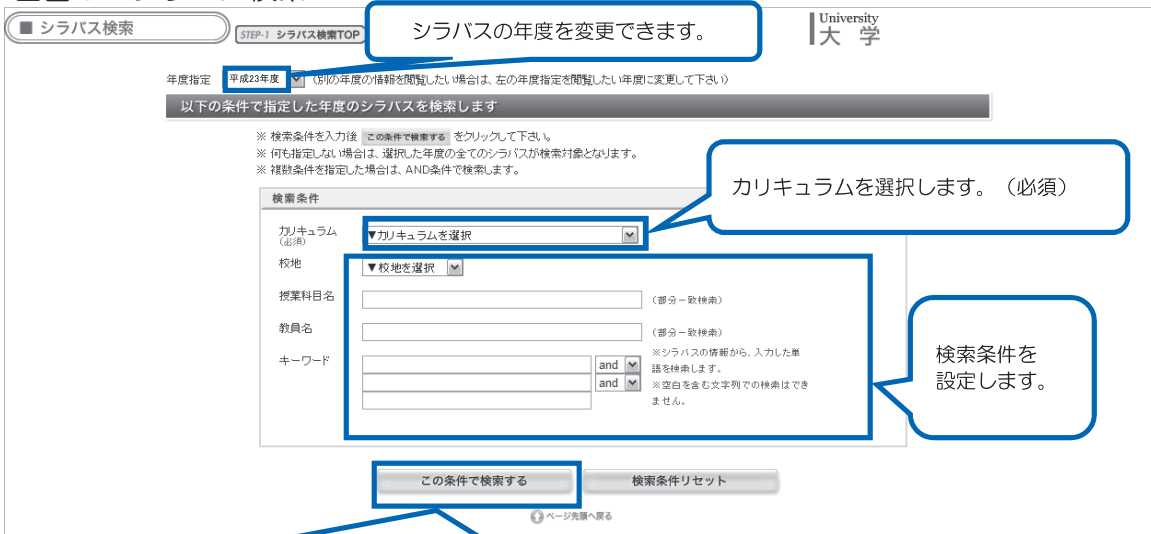 ■ シラバス検索
STEP-1 シラバス検索TOP
シラバスの年度を変更できます。
University
大 学
年度指定 平成23年度 (別の年度の情報を閲覧したい場合は、左の年度指定を閲覧したい年度に変更して下さい)
以下の条件で指定した年度のシラバスを検索します
※ 検索条件を入力後 この条件で検索する をクリックして下さい。
※ 何も指定しない場合は、選択した年度の全てのシラバスが検索対象となります。
※ 複数条件を指定した場合は、AND条件で検索します。
カリキュラムを選択します。（必須）
検索条件
カリキュラム ▼カリキュラムを選択
(必須)
校地 ▼校地を選択
授業科目名 (部分一致検索)
教員名 (部分一致検索)
キーワード and
and
※シラバスの情報から、入力した単
語を検索します。
※空白を含む文字列での検索はでき
ません。
検索条件を
設定します。
この条件で検索する 検索条件リセット
ページ先頭へ戻る